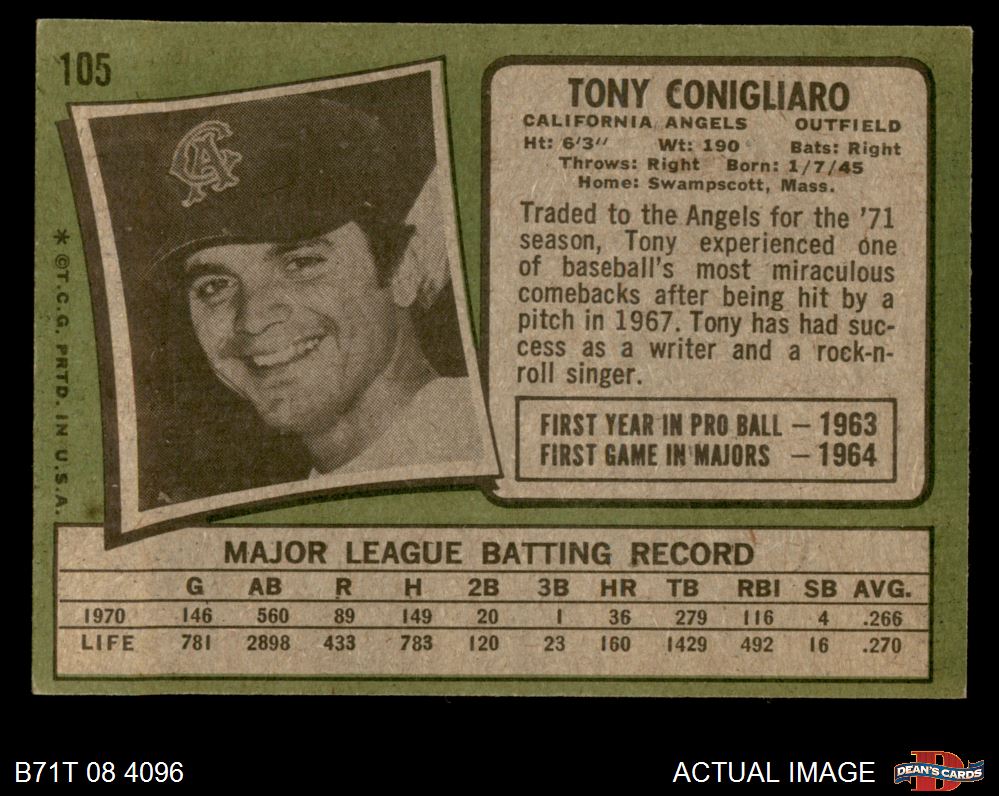 105
TONY CONIGLIARO
CALIFORNIA ANGELS OUTFIELD
Ht: 6'3" Wt: 190 Bats: Right
Throws: Right Born: 1/7/45
Home: Swampscott, Mass.
Traded to the Angels for the '71
season, Tony experienced one
of baseball's most miraculous
comebacks after being hit by a
pitch in 1967. Tony has had suc-
cess as a writer and a rock-n-
roll singer.
FIRST YEAR IN PRO BALL — 1963
FIRST GAME IN MAJORS — 1964
CA
* ©T.C.G. PRTD. IN U.S.A.
MAJOR LEAGUE BATTING RECORD
G AB R H 2B 3B HR TB RBI SB AVG.
1970 146 560 89 149 20 1 36 279 116 4 .266
LIFE 781 2898 433 783 120 23 160 1429 492 16 .270
B71T 08 4096
ACTUAL IMAGE
D
DEAN'S CARDS